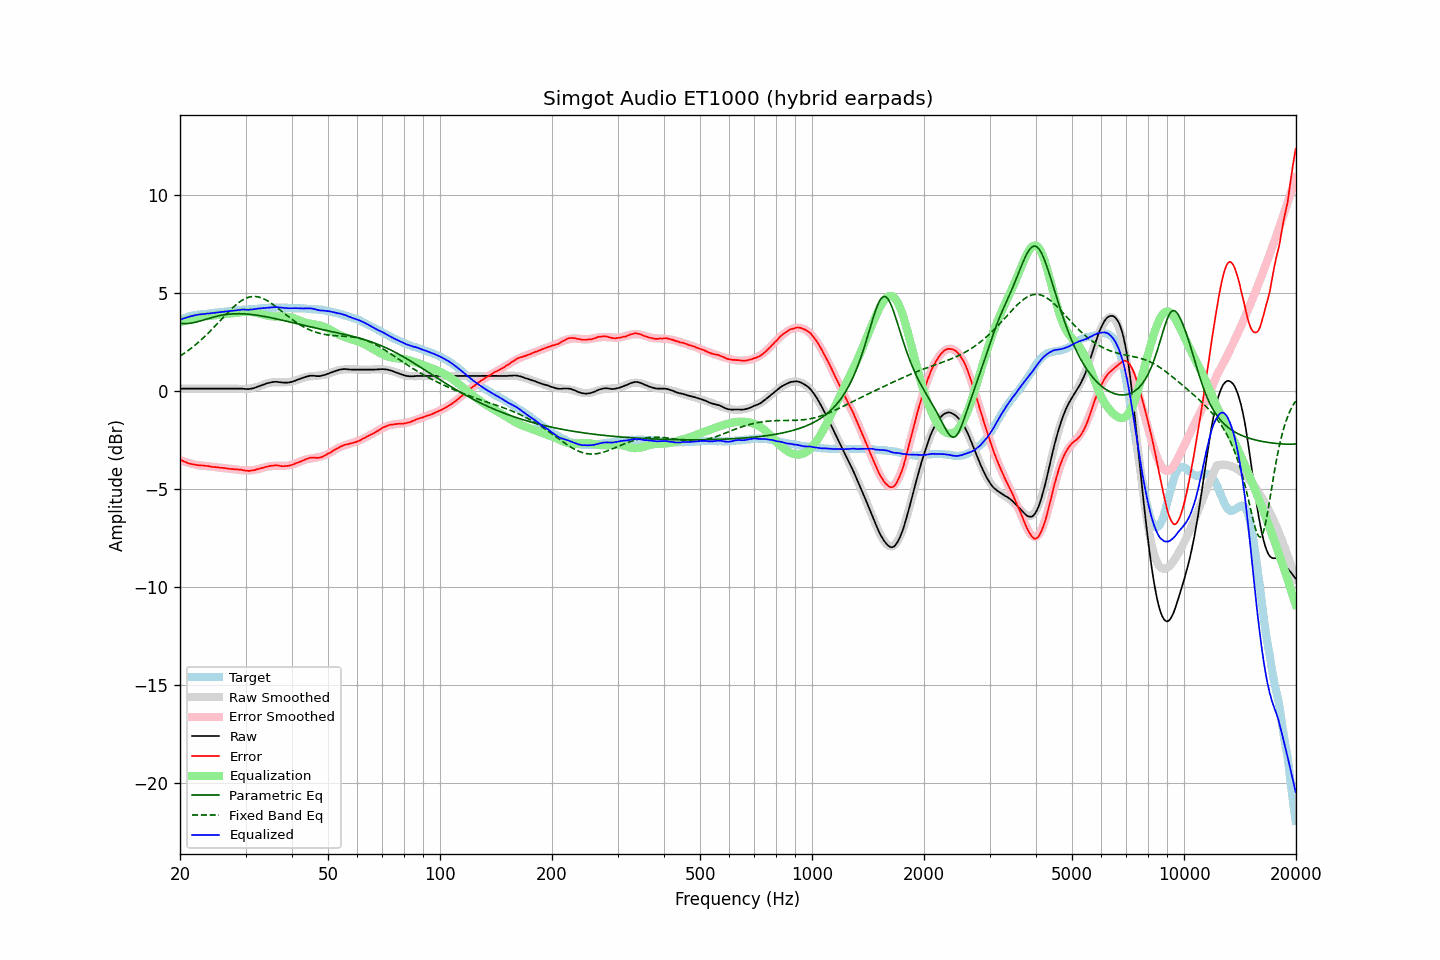 Simgot Audio ET1000 (hybrid earpads)
Amplitude (dBr)
10
5
0
−5
−10
−15
−20
Target
Raw Smoothed
Error Smoothed
Raw
Error
Equalization
Parametric Eq
Fixed Band Eq
Equalized
20
50
100
200
500
1000
2000
5000
10000
20000
Frequency (Hz)